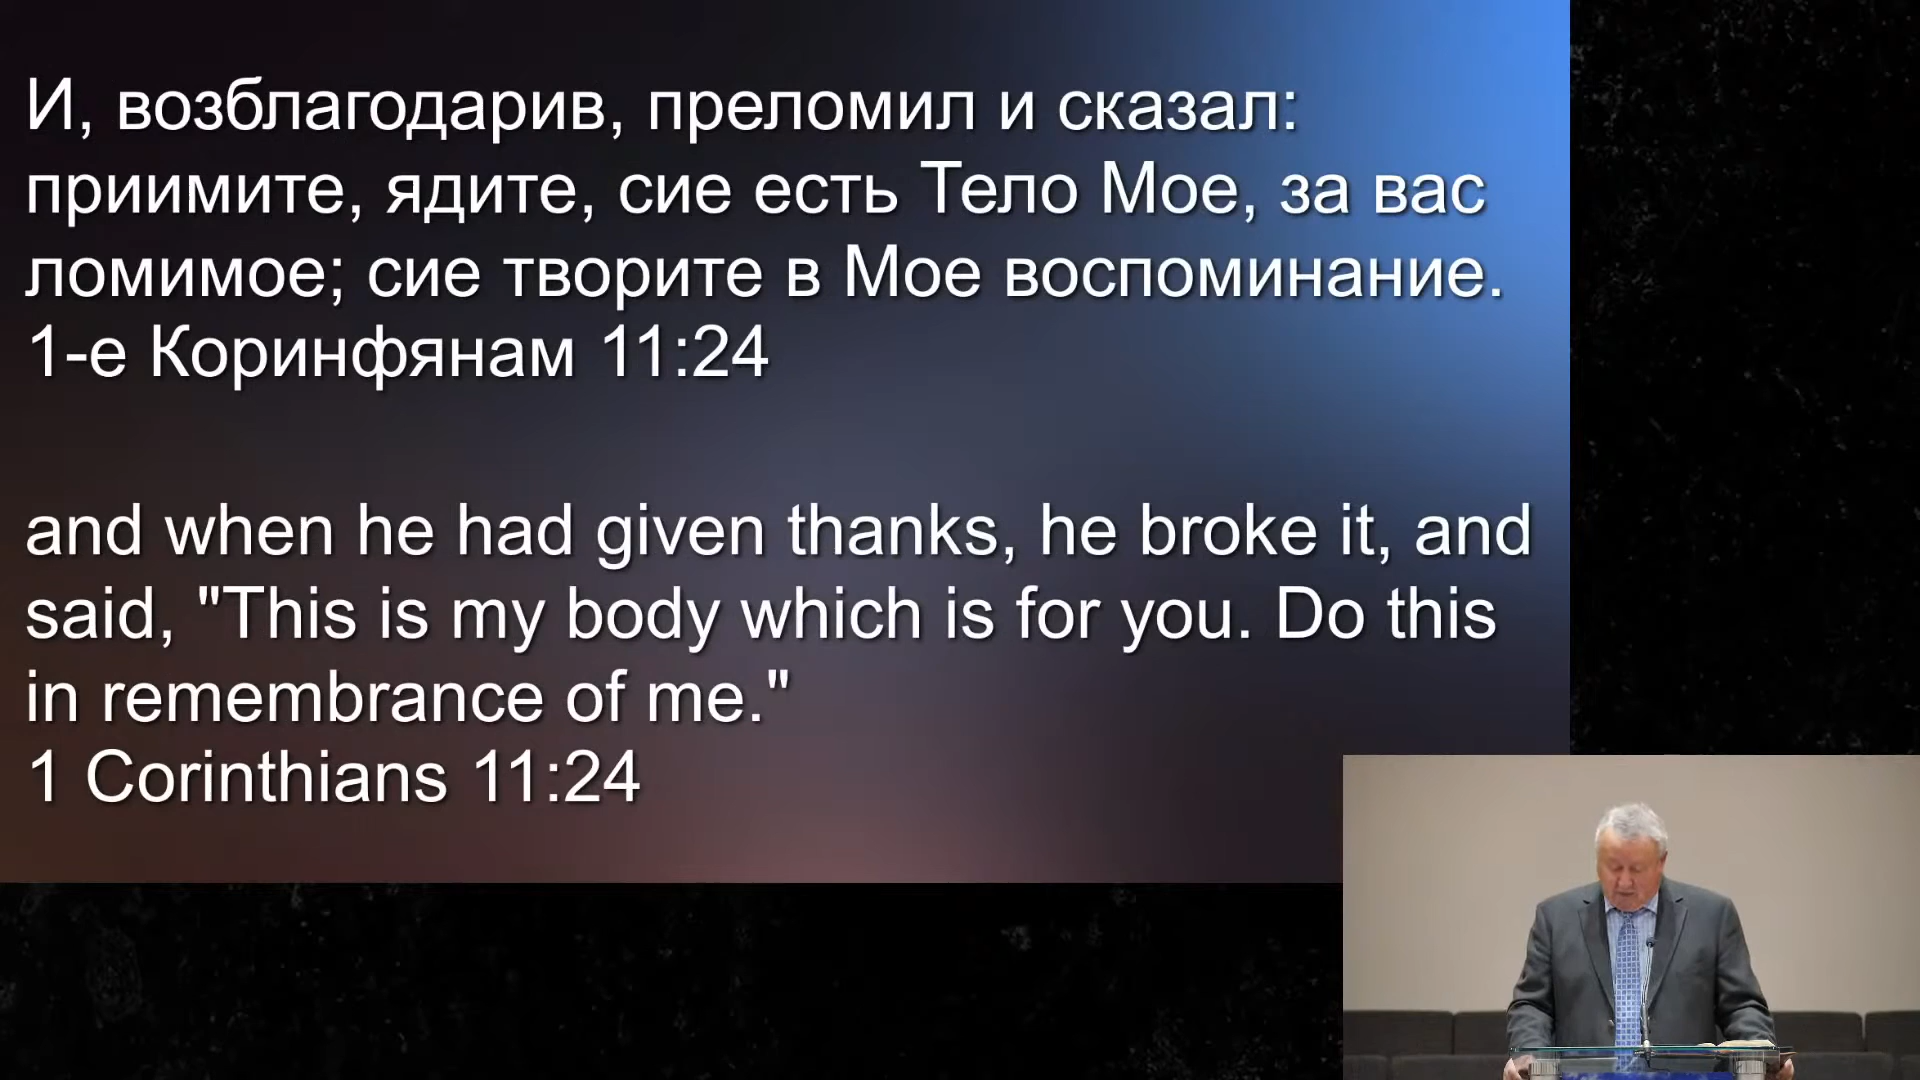 И, возблагодарив, преломил и сказал:
приимите, ядите, сие есть Тело Мое, за вас
ломимое; сие творите в Мое воспоминание.
1-е Коринфянам 11:24
and when he had given thanks, he broke it, and
said, "This is my body which is for you. Do this
in remembrance of me."
1 Corinthians 11:24